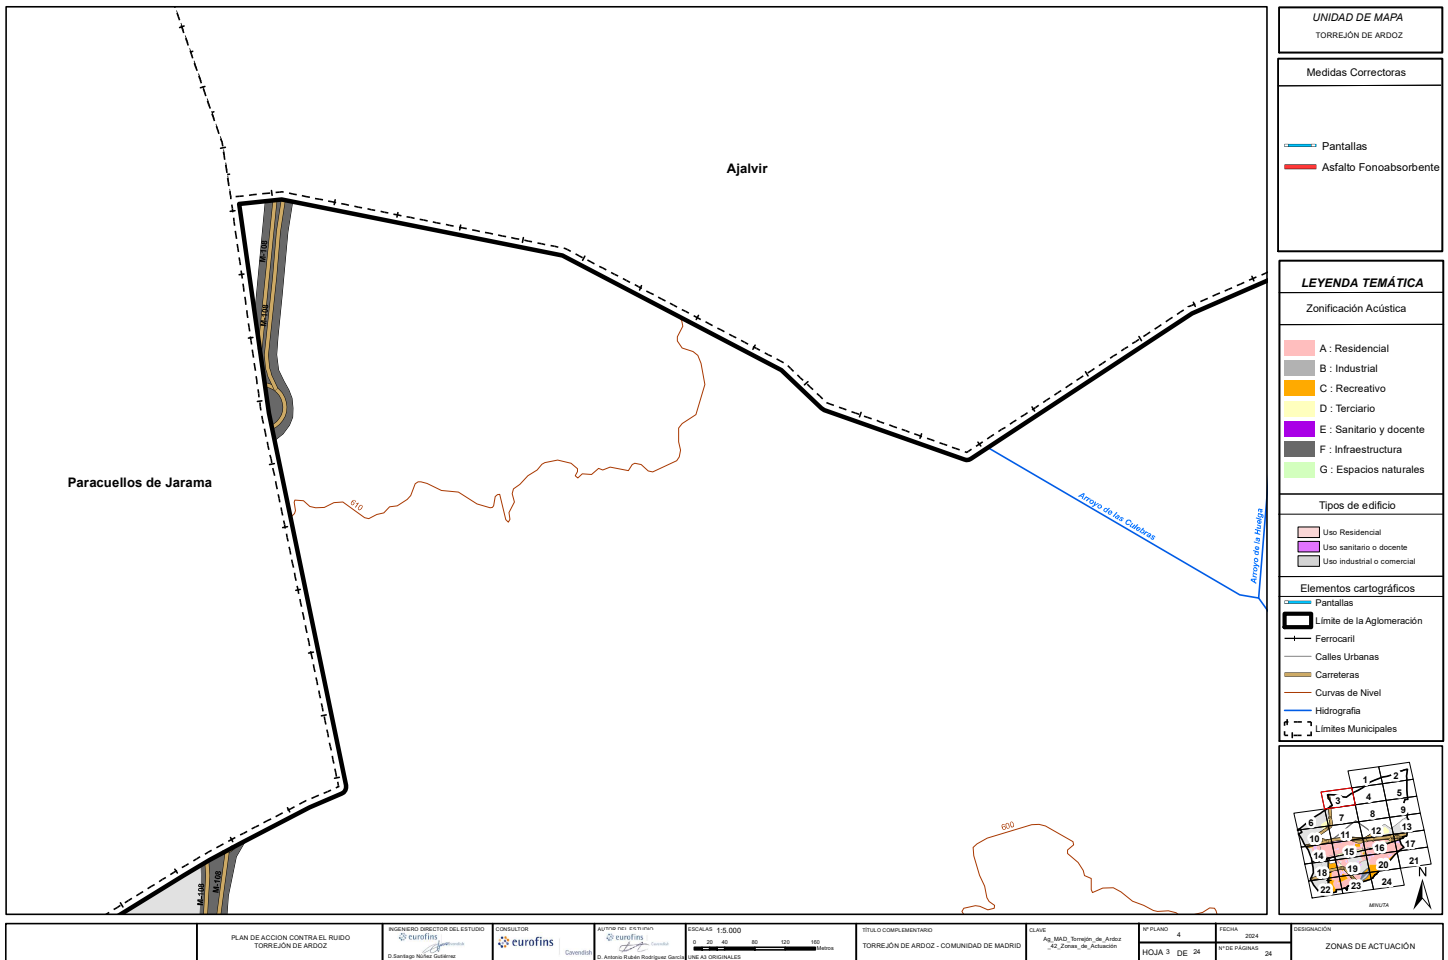 UNIDAD DE MAPA
TORREJÓN DE ARDOZ
Medidas Correctoras
Pantallas
Asfalto Fonoabsorbente
LEYENDA TEMÁTICA
Zonificación Acústica
A : Residencial
B : Industrial
C : Recreativo
D : Terciario
E : Sanitario y docente
F : Infraestructura
G : Espacios naturales
Tipos de edificio
Uso Residencial
Uso sanitario o docente
Uso industrial o comercial
Elementos cartográficos
Pantallas
Límite de la Aglomeración
Ferrocaril
Calles Urbanas
Carreteras
Curvas de Nivel
Hidrografia
Límites Municipales
1
2
3
4
5
6
7
8
9
10
11
12
13
14
15
16
17
18
19
20
21
22
23
24
N
MINUTA
Ajalvir
Paracuellos de Jarama
M-108
M-108
M-108
M-108
610
600
Arroyo de las Culebras
Arroyo de la Huelga
PLAN DE ACCION CONTRA EL RUIDO
TORREJÓN DE ARDOZ
INGENIERO DIRECTOR DEL ESTUDIO
eurofins
D.Santiago Núñez Gutiérrez
CONSULTOR
eurofins
Cavendish
AUTOR DEL ESTUDIO
eurofins
D. Antonio Rubén Rodríguez García
ESCALAS 1:5.000
0 20 40 80 120 160
Metros
UNE A3 ORIGINALES
TÍTULO COMPLEMENTARIO
TORREJÓN DE ARDOZ - COMUNIDAD DE MADRID
CLAVE
Ag_MAD_Torrejón_de_Ardoz
_42_Zonas_de_Actuación
Nº PLANO 4
HOJA 3 DE 24
FECHA
2024
Nº DE PÁGINAS 24
DESIGNACIÓN
ZONAS DE ACTUACIÓN